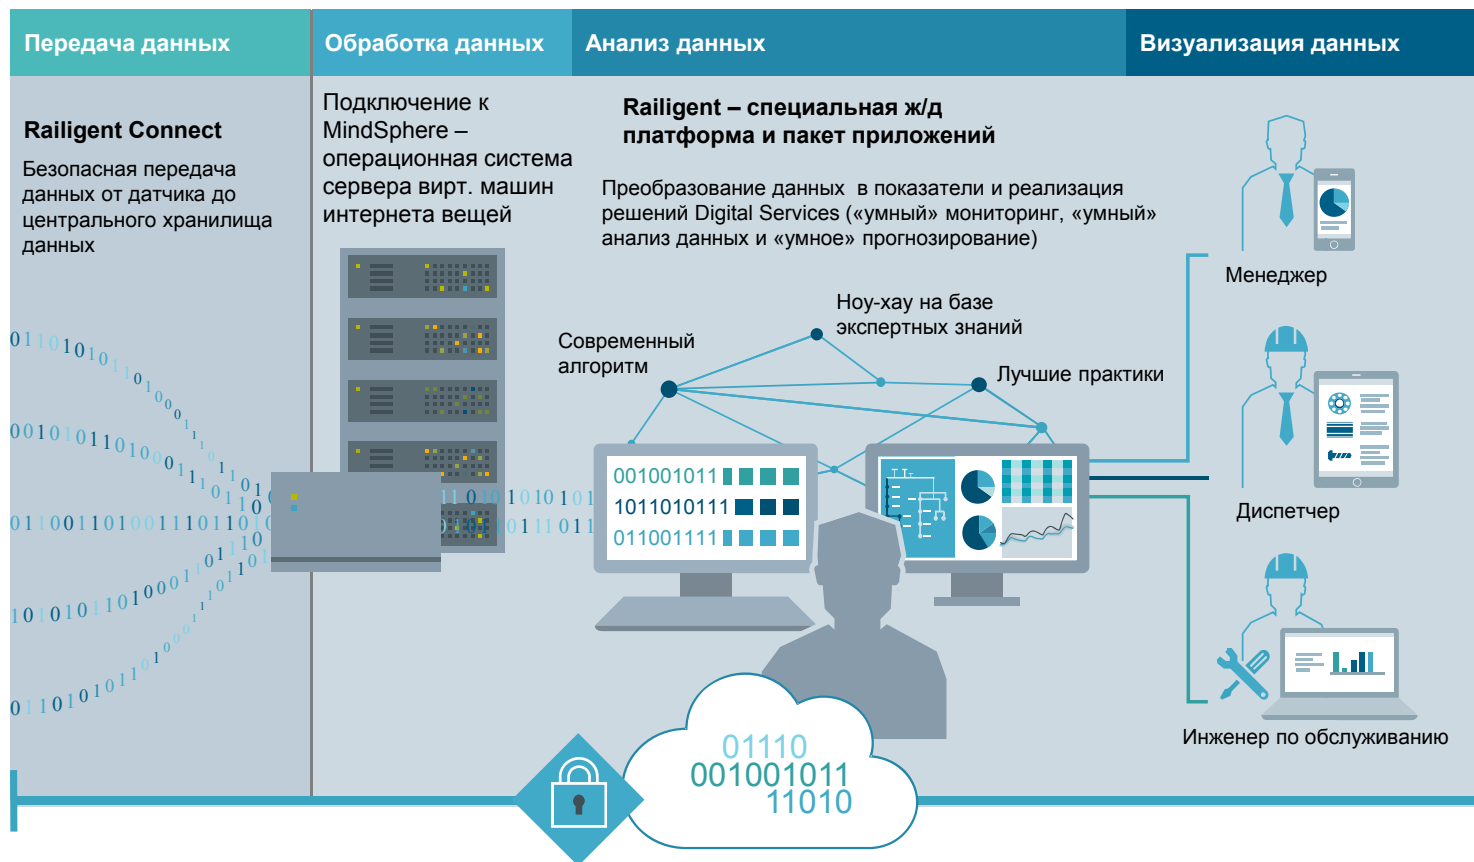 Передача данных
Обработка данных
Анализ данных
Визуализация данных
Railigent Connect
Безопасная передача
данных от датчика до
центрального хранилища
данных
Подключение к
MindSphere –
операционная система
сервера вирт. машин
интернета вещей
Railigent – специальная ж/д
платформа и пакет приложений
Преобразование данных в показатели и реализация
решений Digital Services («умный» мониторинг, «умный»
анализ данных и «умное» прогнозирование)
Современный
алгоритм
Ноу-хау на базе
экспертных знаний
Лучшие практики
001001011
1011010111
011001111
01110
001001011
11010
Менеджер
Диспетчер
Инженер по обслуживанию